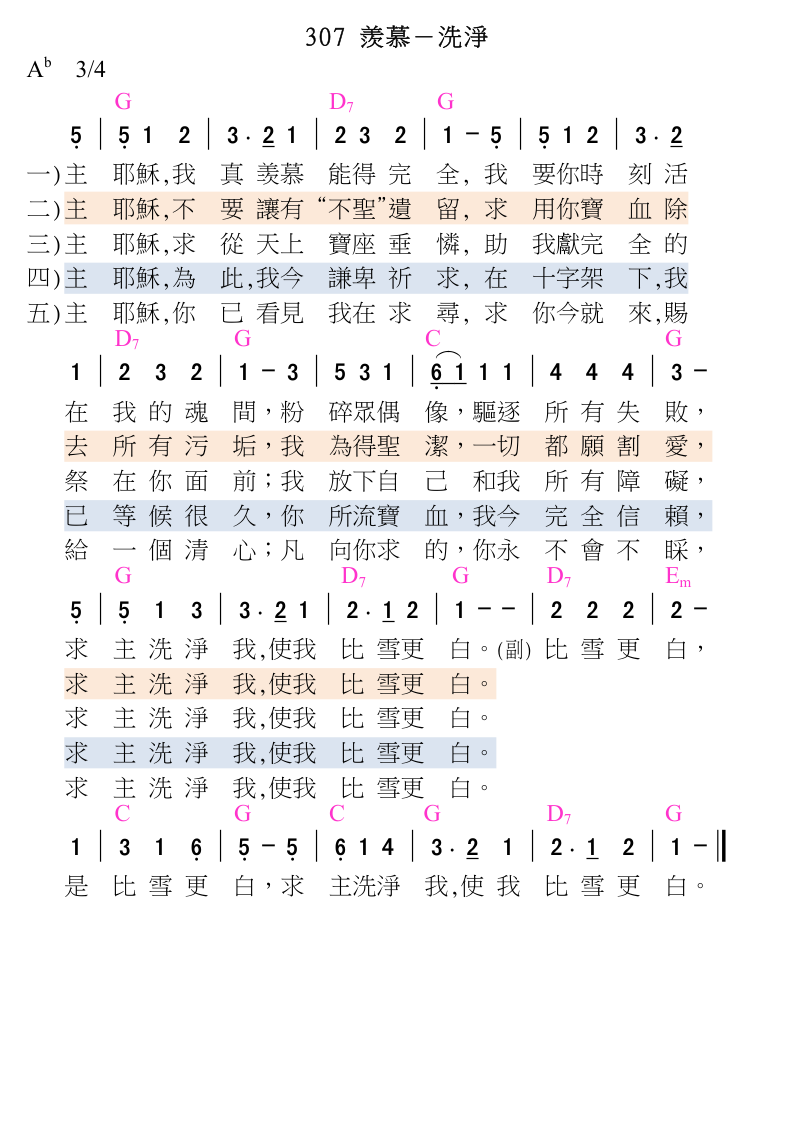 307 羨慕－洗淨
Ab 3/4
G D7 G
5 | 5 1 2 | 3 · 2 1 | 2 3 2 | 1 – 5 | 5 1 2 | 3 · 2
一)主 耶穌,我 真 羨慕 能得 完 全, 我 要你時 刻 活
二)主 耶穌,不 要 讓有 “不聖”遺 留, 求 用你寶 血 除
三)主 耶穌,求 從 天上 寶座 垂 憐, 助 我獻完 全 的
四)主 耶穌,為 此,我今 謙卑 祈 求, 在 十字架 下,我
五)主 耶穌,你 已 看見 我在 求 尋, 求 你今就 來,賜
D7 G C G
1 | 2 3 2 | 1 – 3 | 5 3 1 | 6 1 1 1 | 4 4 4 | 3 –
在 我 的 魂 間，粉 碎眾偶 像，驅逐 所 有 失 敗，
去 所 有 污 垢，我 為得聖 潔，一切 都 願 割 愛，
祭 在 你 面 前；我 放下自 己 和我 所 有 障 礙，
已 等 候 很 久，你 所流寶 血，我今 完 全 信 賴，
給 一 個 清 心；凡 向你求 的，你永 不 會 不 睬，
G D7 G D7 Em
5 | 5 1 3 | 3 · 2 1 | 2 · 1 2 | 1 – – | 2 2 2 | 2 –
求 主 洗 淨 我,使我 比 雪更 白。(副) 比 雪 更 白，
求 主 洗 淨 我,使我 比 雪更 白。
求 主 洗 淨 我,使我 比 雪更 白。
求 主 洗 淨 我,使我 比 雪更 白。
求 主 洗 淨 我,使我 比 雪更 白。
C G C G D7 G
1 | 3 1 6 | 5 – 5 | 6 1 4 | 3 · 2 1 | 2 · 1 2 | 1 – ||
是 比 雪 更 白，求 主洗淨 我,使 我 比 雪 更 白。